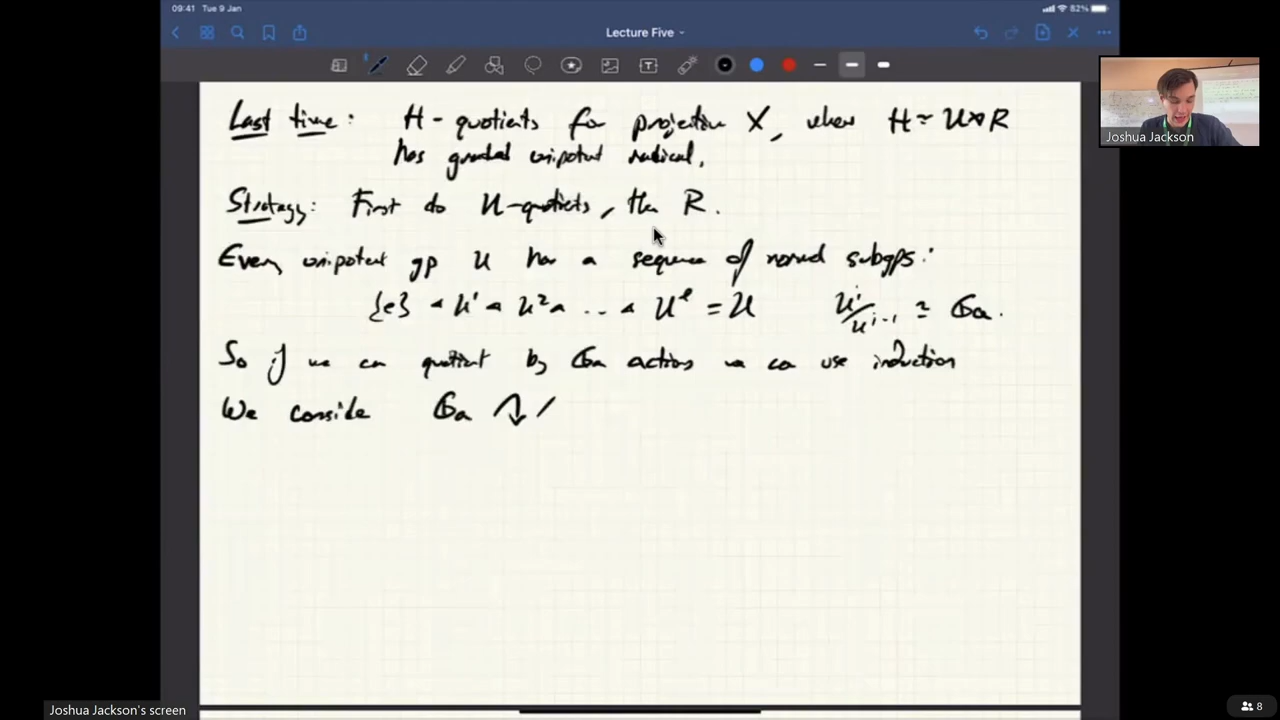 09:41 Tue 9 Jan
82%
Lecture Five
Joshua Jackson
Last time: H-quotients for projective X, where H = U ⋊ R
has graded unipotent radical.
Strategy: First do U-quotients, then R.
Every unipotent gp U has a sequence of normal subgps:
{e} ◁ U¹ ◁ U² ◁ ... ◁ Uˡ = U    Uⁱ/Uⁱ⁻¹ ≃ Ga.
So if we can quotient by Ga actions we can use induction
We consider Ga ↷
Joshua Jackson's screen
8